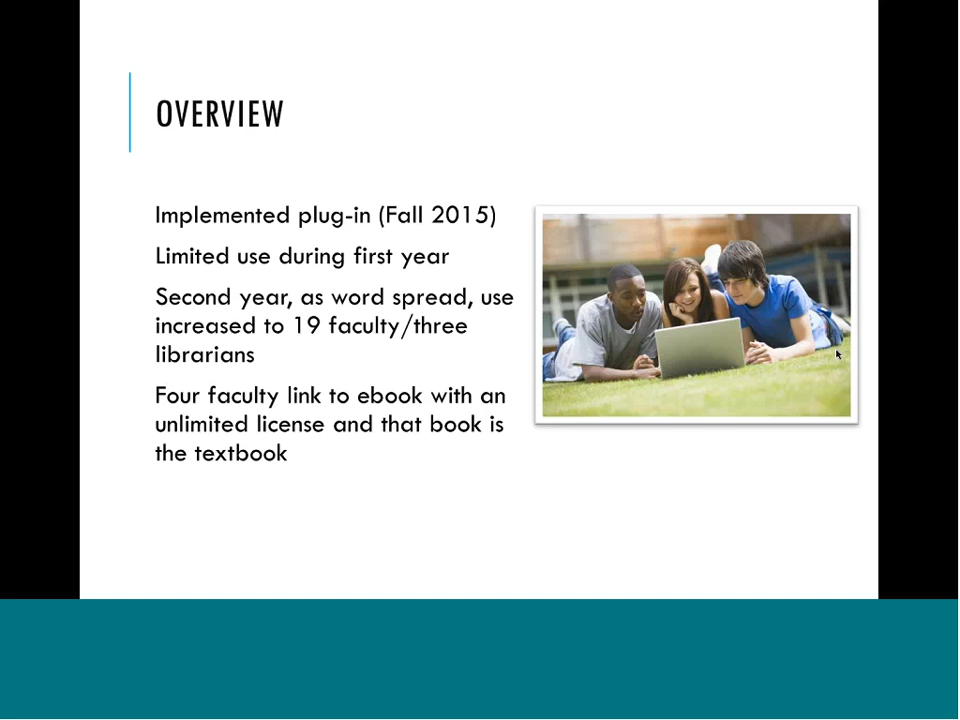 OVERVIEW
Implemented plug-in (Fall 2015)
Limited use during first year
Second year, as word spread, use
increased to 19 faculty/three
librarians
Four faculty link to ebook with an
unlimited license and that book is
the textbook